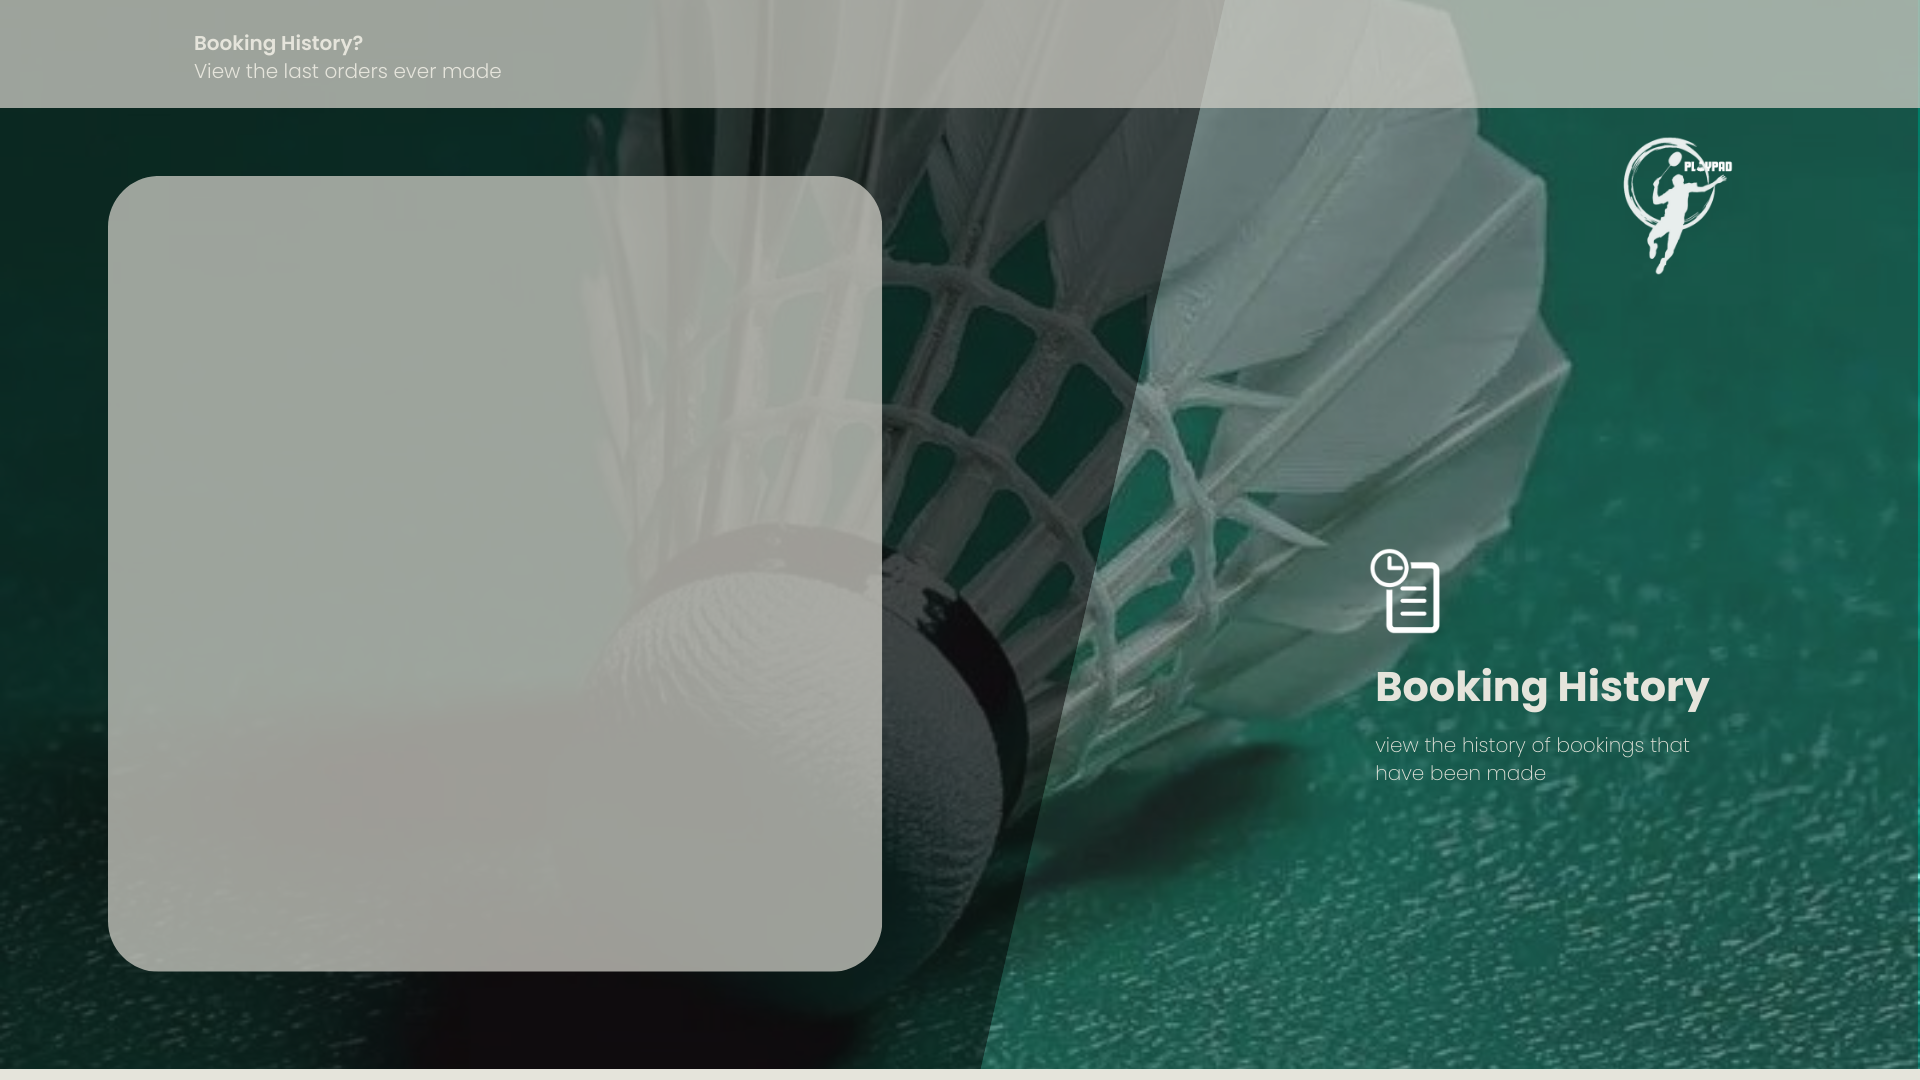 Booking History?
View the last orders ever made
PLAYPAD
Booking History
view the history of bookings that
have been made